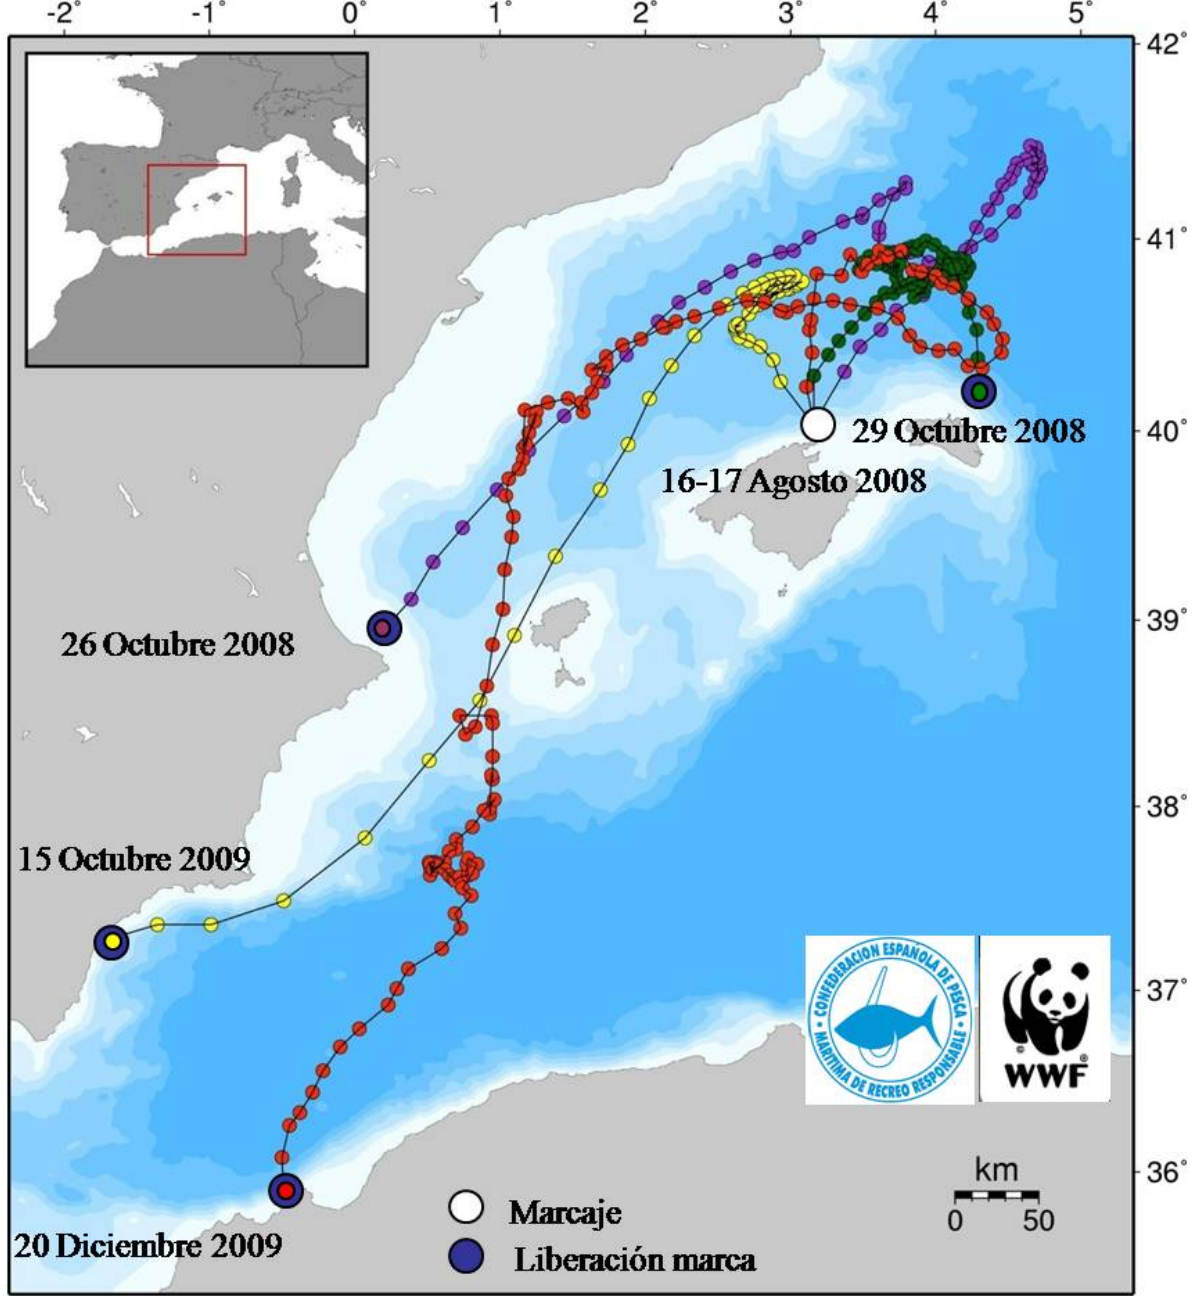 -2° -1° 0° 1° 2° 3° 4° 5°
42°
41°
40°
29 Octubre 2008
16-17 Agosto 2008
39°
26 Octubre 2008
38°
15 Octubre 2009
37°
CONFEDERACION ESPAÑOLA DE PESCA
MARITIMA DE RECREO RESPONSABLE
©
®
WWF
36°
km
0 50
Marcaje
20 Diciembre 2009
Liberación marca